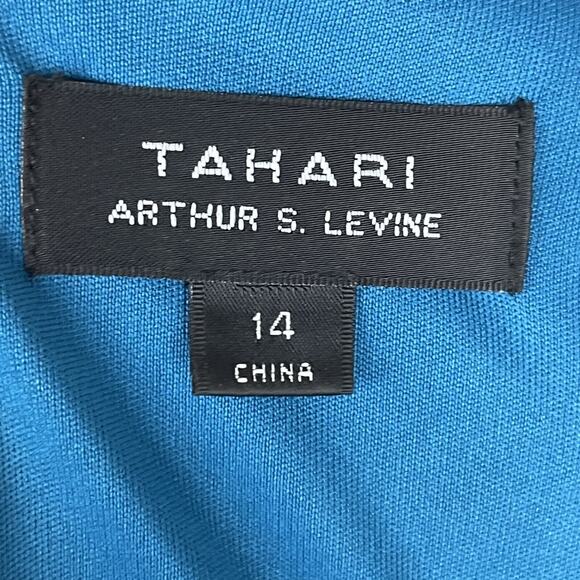 TAHARI
ARTHUR S. LEVINE
14
CHINA